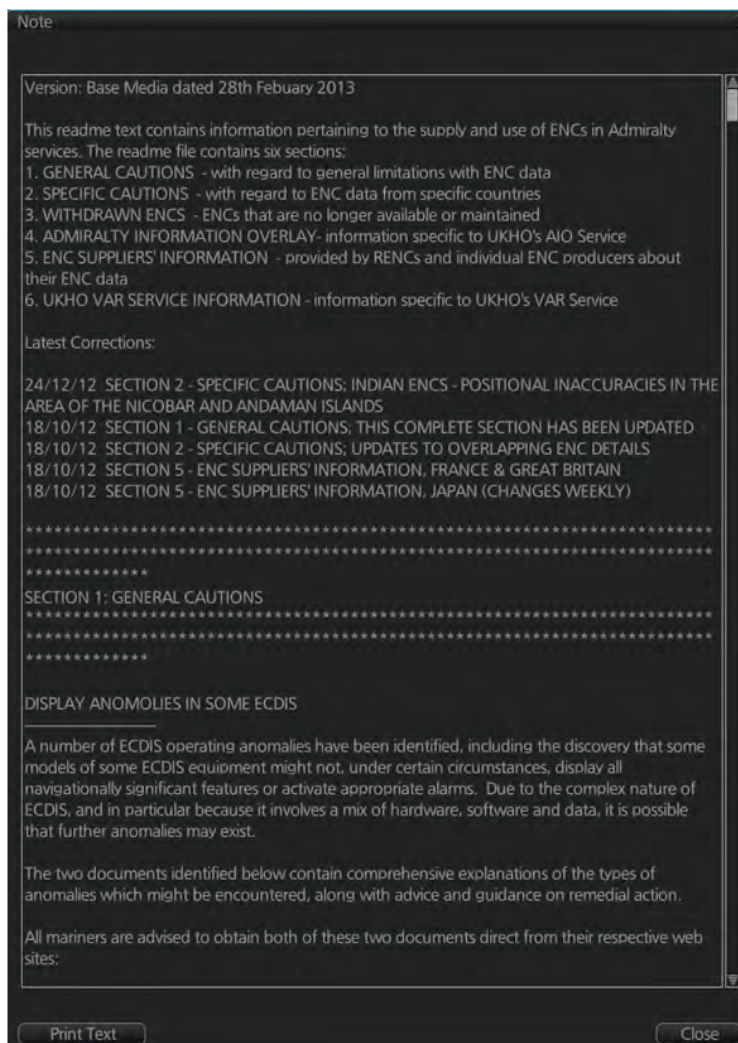 Note
Version: Base Media dated 28th Febuary 2013
This readme text contains information pertaining to the supply and use of ENCs in Admiralty
services. The readme file contains six sections:
1. GENERAL CAUTIONS - with regard to general limitations with ENC data
2. SPECIFIC CAUTIONS - with regard to ENC data from specific countries
3. WITHDRAWN ENCS - ENCs that are no longer available or maintained
4. ADMIRALTY INFORMATION OVERLAY- information specific to UKHO's AIO Service
5. ENC SUPPLIERS' INFORMATION - provided by RENCs and individual ENC producers about
their ENC data
6. UKHO VAR SERVICE INFORMATION - information specific to UKHO's VAR Service
Latest Corrections:
24/12/12 SECTION 2 - SPECIFIC CAUTIONS; INDIAN ENCS - POSITIONAL INACCURACIES IN THE
AREA OF THE NICOBAR AND ANDAMAN ISLANDS
18/10/12 SECTION 1 - GENERAL CAUTIONS; THIS COMPLETE SECTION HAS BEEN UPDATED
18/10/12 SECTION 2 - SPECIFIC CAUTIONS; UPDATES TO OVERLAPPING ENC DETAILS
18/10/12 SECTION 5 - ENC SUPPLIERS' INFORMATION, FRANCE & GREAT BRITAIN
18/10/12 SECTION 5 - ENC SUPPLIERS' INFORMATION, JAPAN (CHANGES WEEKLY)
*************************************************************************
*************************************************************************
*************
SECTION 1: GENERAL CAUTIONS
*************************************************************************
*************************************************************************
*************
DISPLAY ANOMOLIES IN SOME ECDIS
A number of ECDIS operating anomalies have been identified, including the discovery that some
models of some ECDIS equipment might not, under certain circumstances, display all
navigationally significant features or activate appropriate alarms. Due to the complex nature of
ECDIS, and in particular because it involves a mix of hardware, software and data, it is possible
that further anomalies may exist.
The two documents identified below contain comprehensive explanations of the types of
anomalies which might be encountered, along with advice and guidance on remedial action.
All mariners are advised to obtain both of these two documents direct from their respective web
sites:
Print Text
Close